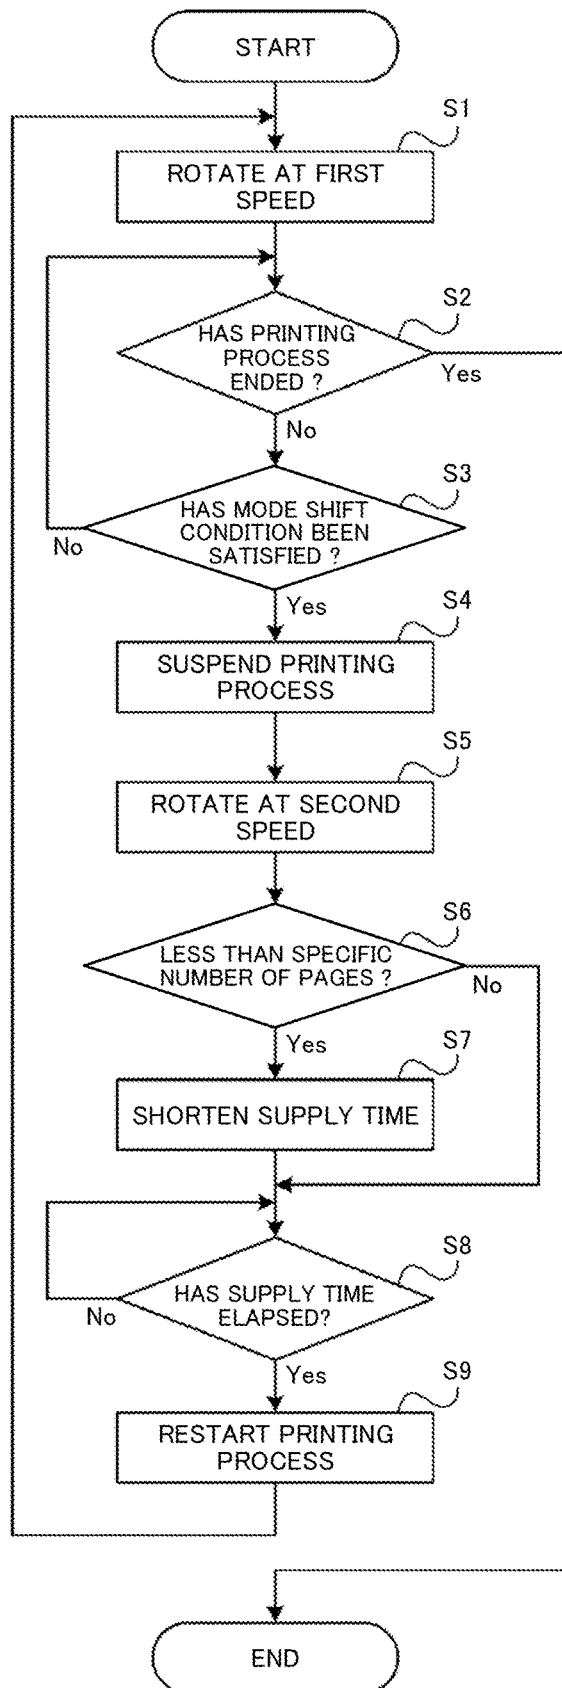 START
S1
ROTATE AT FIRST
SPEED
S2
HAS PRINTING
PROCESS
ENDED ?
Yes
No
S3
HAS MODE SHIFT
CONDITION BEEN
SATISFIED ?
No
Yes
S4
SUSPEND PRINTING
PROCESS
S5
ROTATE AT SECOND
SPEED
S6
LESS THAN SPECIFIC
NUMBER OF PAGES ?
No
Yes
S7
SHORTEN SUPPLY TIME
S8
HAS SUPPLY TIME
ELAPSED?
No
Yes
S9
RESTART PRINTING
PROCESS
END